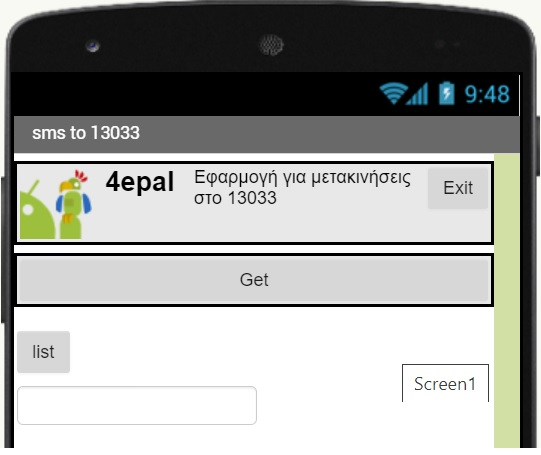 9:48
sms to 13033
4epal
Εφαρμογή για μετακινήσεις
στο 13033
Exit
Get
list
Screen1